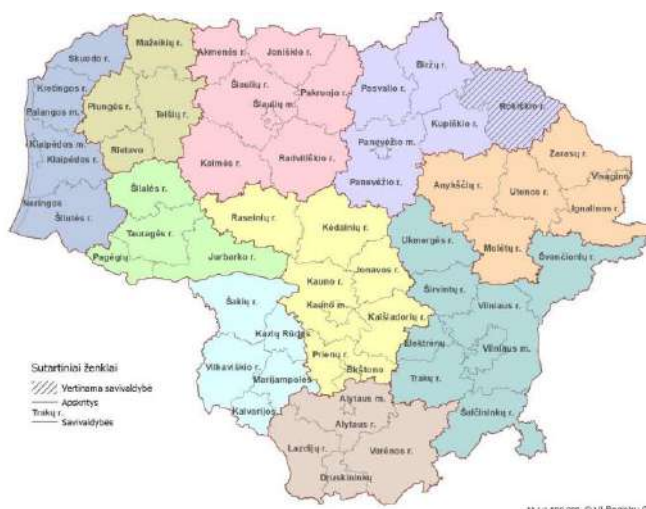 Skuodo r.
Mažeikių r.
Akmenės r.
Joniškio r.
Biržų r.
Kretingos r.
Plungės r.
Telšių r.
Šiaulių r.
Pakruojo r.
Pasvalio r.
Rokiškio r.
Palangos m.
Šiaulių m.
Kupiškio r.
Klaipėdos m.
Rietavo
Panevėžio m.
Zarasų r.
Klaipėdos r.
Kelmės r.
Radviliškio r.
Visagino
Panevėžio r.
Anykščių r.
Utenos r.
Šilalės r.
Ignalinos r.
Neringos
Raseinių r.
Kėdainių r.
Šilutės r.
Tauragės r.
Ukmergės r.
Molėtų r.
Pagėgių
Jurbarko r.
Švenčionių r.
Kauno r.
Jonavos r.
Širvintų r.
Vilniaus r.
Šakių r.
Kauno m.
Kaišiadorių r.
Kazlų Rūdos
Elektrėnų
Vilniaus m.
Prienų r.
Vilkaviškio r.
Birštono
Trakų r.
Marijampolės
Alytaus m.
Kalvarijos
Šalčininkų r.
Alytaus r.
Lazdijų r.
Varėnos r.
Druskininkų
Sutartiniai ženklai
Vertinama savivaldybė
Apskritys
Trakų r.
Savivaldybės